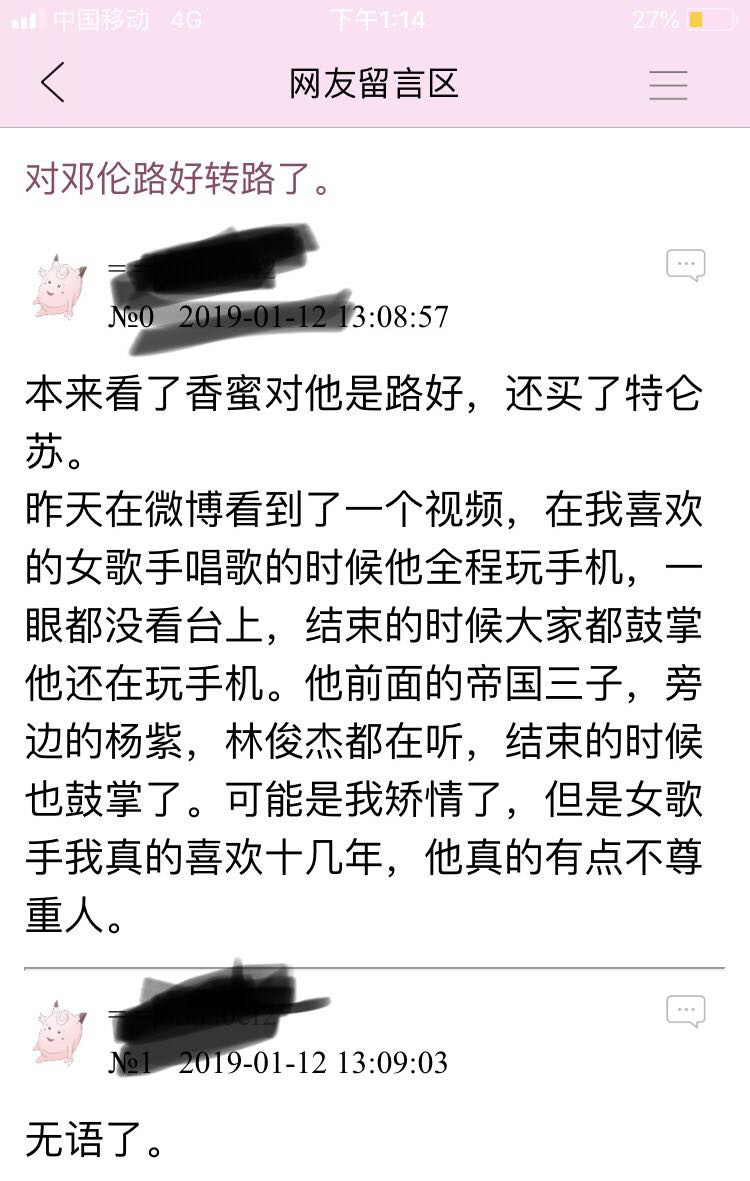 中国移动 4G 下午1:14 27%
网友留言区
对邓伦路好转路了。
№0 2019-01-12 13:08:57
本来看了香蜜对他是路好，还买了特仑
苏。
昨天在微博看到了一个视频，在我喜欢
的女歌手唱歌的时候他全程玩手机，一
眼都没看台上，结束的时候大家都鼓掌
他还在玩手机。他前面的帝国三子，旁
边的杨紫，林俊杰都在听，结束的时候
也鼓掌了。可能是我矫情了，但是女歌
手我真的喜欢十几年，他真的有点不尊
重人。
№1 2019-01-12 13:09:03
无语了。